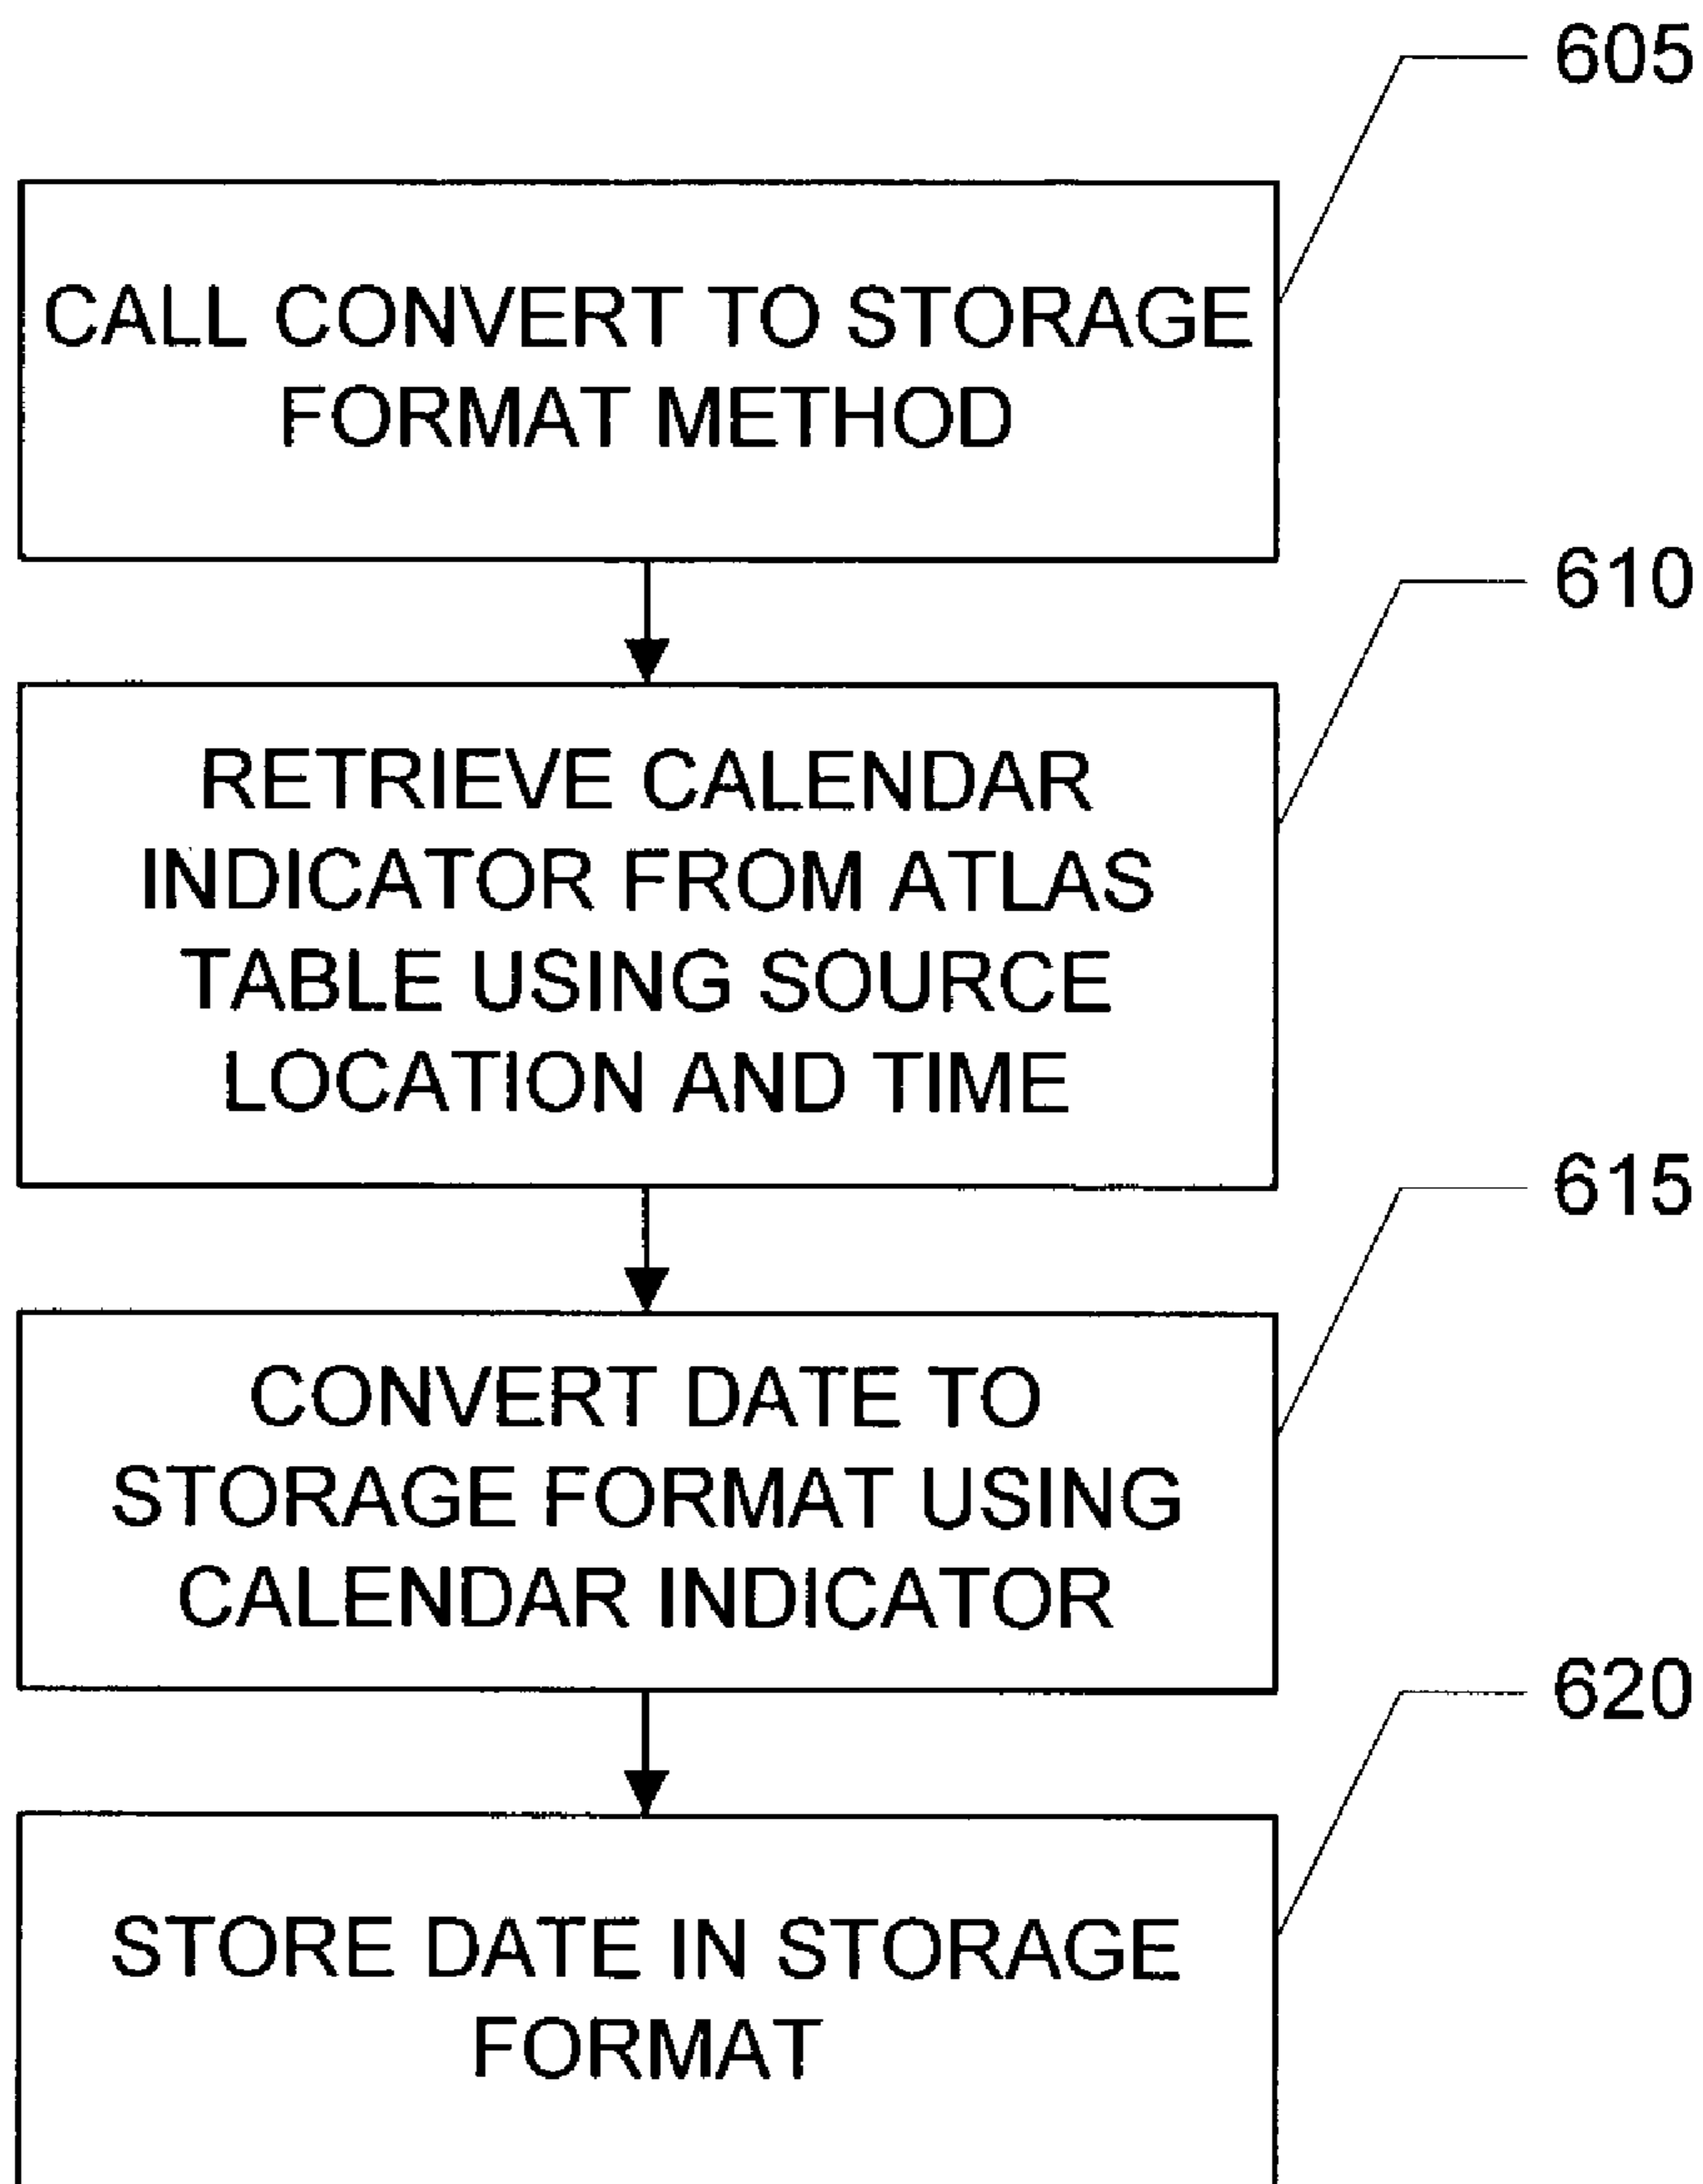 605
CALL CONVERT TO STORAGE
FORMAT METHOD
610
RETRIEVE CALENDAR
INDICATOR FROM ATLAS
TABLE USING SOURCE
LOCATION AND TIME
615
CONVERT DATE TO
STORAGE FORMAT USING
CALENDAR INDICATOR
620
STORE DATE IN STORAGE
FORMAT